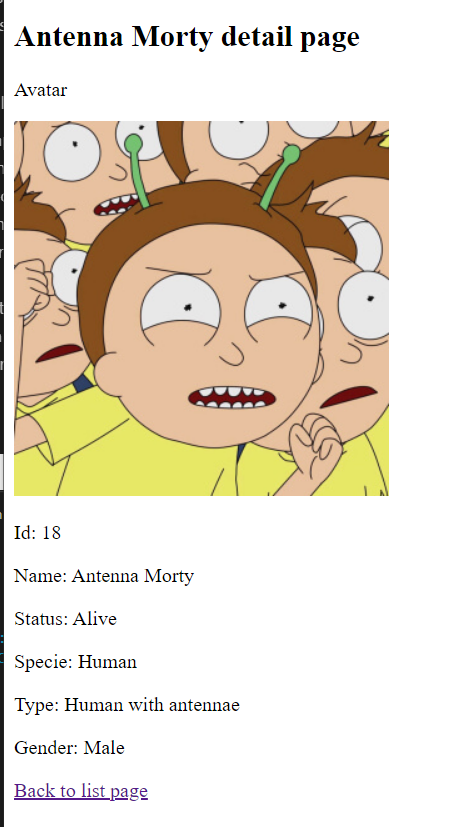 Antenna Morty detail page
Avatar
Id: 18
Name: Antenna Morty
Status: Alive
Specie: Human
Type: Human with antennae
Gender: Male
Back to list page